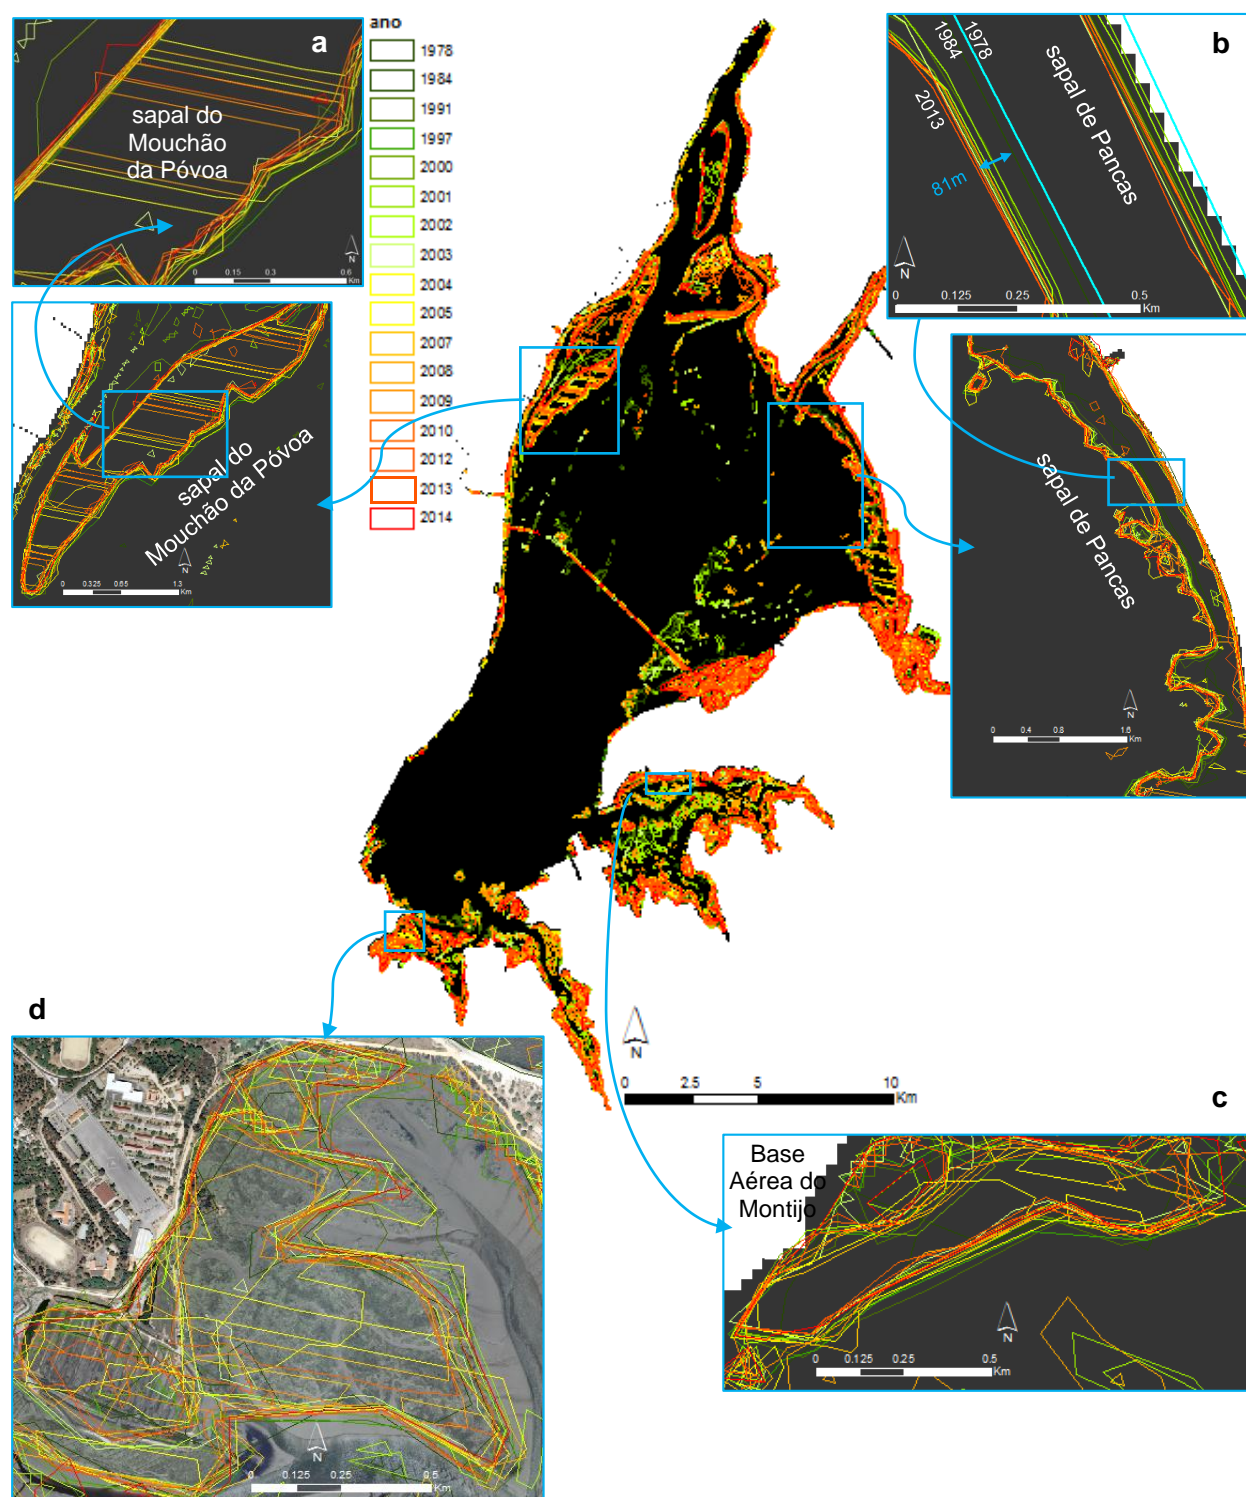 a
sapal do
Mouchão
da Póvoa
N
0 0.15 0.3 0.6
Km
ano
1978
1984
1991
1997
2000
2001
2002
2003
2004
2005
2007
2008
2009
2010
2012
2013
2014
b
1978
1984
2013
81m
sapal de Pancas
N
0 0.125 0.25 0.5
Km
sapal do
Mouchão da Póvoa
N
0 0.325 0.65 1.3
Km
sapal de Pancas
N
0 0.4 0.8 1.6
Km
N
0 2.5 5 10
Km
d
N
0 0.125 0.25 0.5
Km
c
Base
Aérea do
Montijo
N
0 0.125 0.25 0.5
Km